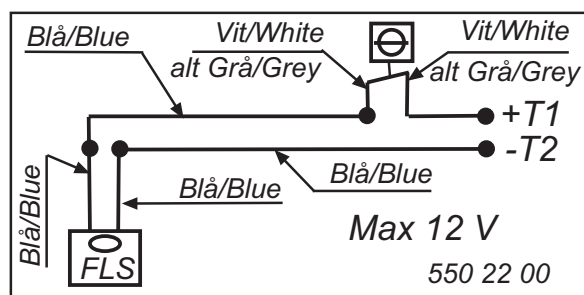 Blå/Blue
Vit/White
alt Grå/Grey
Vit/White
alt Grå/Grey
+T1
-T2
Blå/Blue
Blå/Blue
Blå/Blue
FLS
Max 12 V
550 22 00